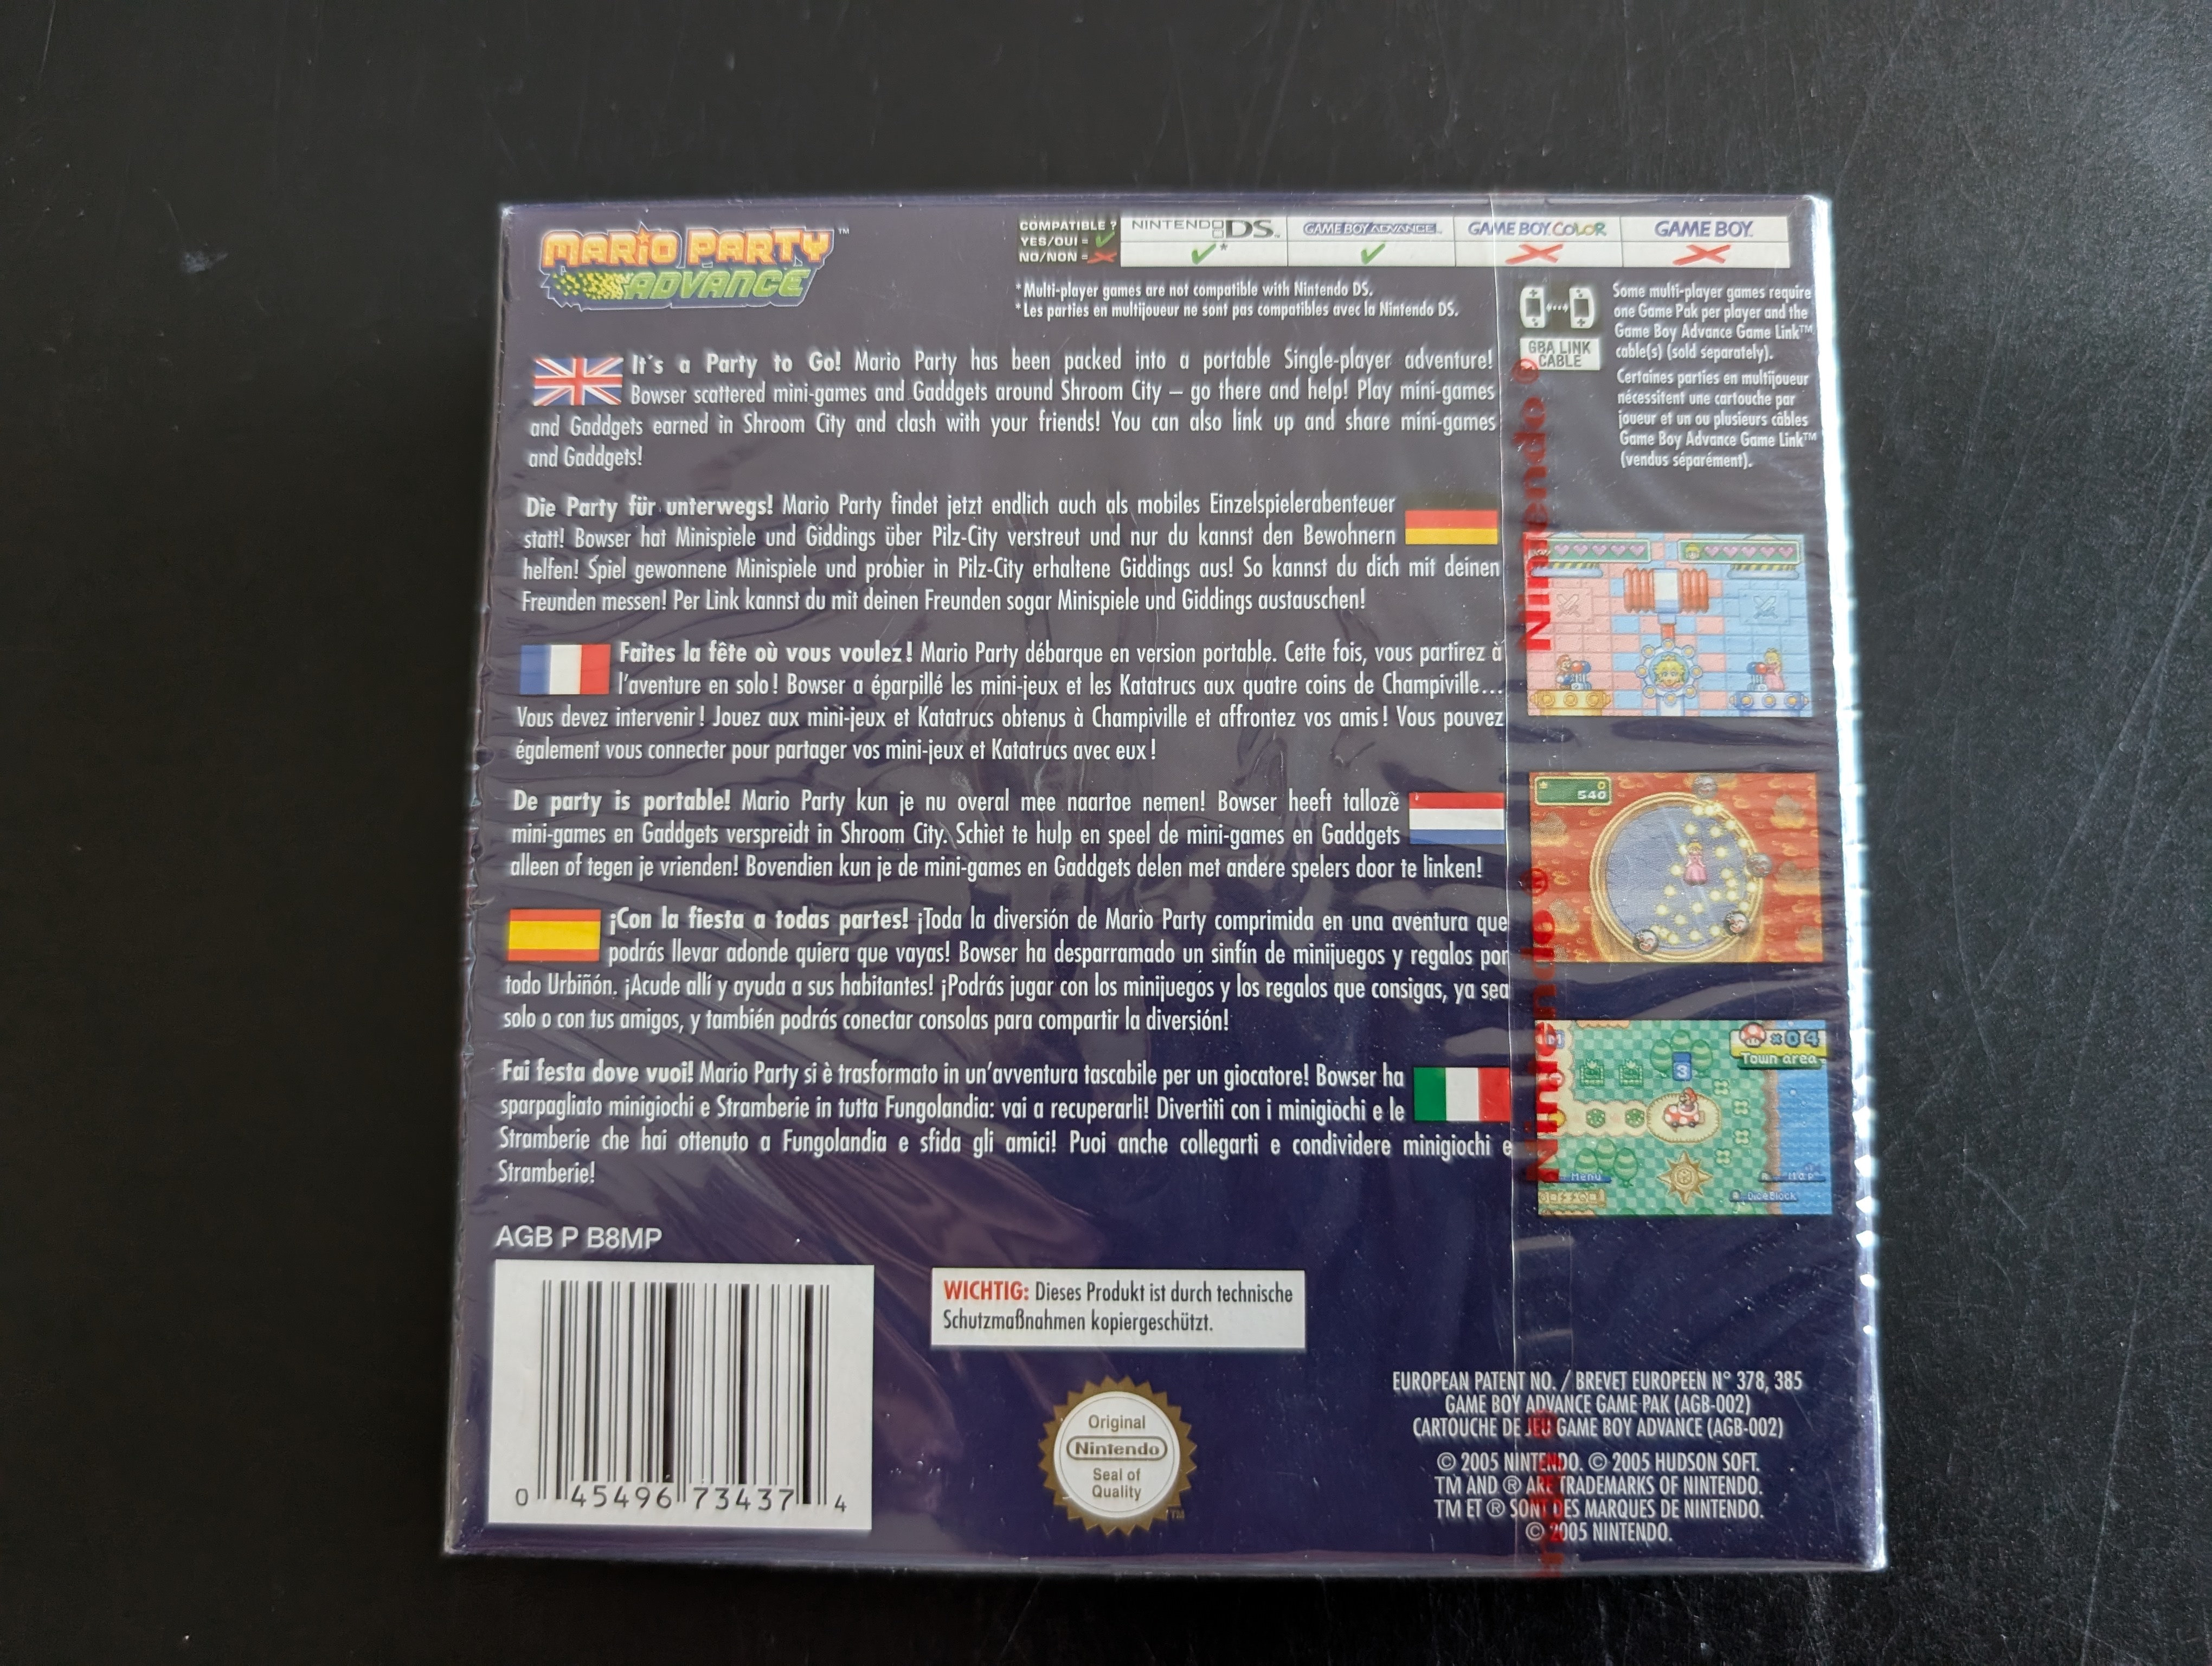 MARIO PARTY™
ADVANCE
COMPATIBLE ?
YES/OUI = ✓
NO/NON = ✗
NINTENDO DS™
GAME BOY ADVANCE™
GAME BOY COLOR
GAME BOY™
✓*
✓
✗
✗
*Multi-player games are not compatible with Nintendo DS.
*Les parties en multijoueur ne sont pas compatibles avec la Nintendo DS.
GBA LINK
CABLE
Some multi-player games require
one Game Pak per player and the
Game Boy Advance Game Link™
cable(s) (sold separately).
Certaines parties en multijoueur
nécessitent une cartouche par
joueur et un ou plusieurs câbles
Game Boy Advance Game Link™
(vendus séparément).
It's a Party to Go! Mario Party has been packed into a portable Single-player adventure!
Bowser scattered mini-games and Gaddgets around Shroom City – go there and help! Play mini-games
and Gaddgets earned in Shroom City and clash with your friends! You can also link up and share mini-games
and Gaddgets!
Die Party für unterwegs! Mario Party findet jetzt endlich auch als mobiles Einzelspielerabenteuer
statt! Bowser hat Minispiele und Giddings über Pilz-City verstreut und nur du kannst den Bewohnern
helfen! Spiel gewonnene Minispiele und probier in Pilz-City erhaltene Giddings aus! So kannst du dich mit deinen
Freunden messen! Per Link kannst du mit deinen Freunden sogar Minispiele und Giddings austauschen!
Faites la fête où vous voulez ! Mario Party débarque en version portable. Cette fois, vous partirez à
l'aventure en solo ! Bowser a éparpillé les mini-jeux et les Katatrucs aux quatre coins de Champiville...
Vous devez intervenir ! Jouez aux mini-jeux et Katatrucs obtenus à Champiville et affrontez vos amis ! Vous pouvez
également vous connecter pour partager vos mini-jeux et Katatrucs avec eux !
De party is portable! Mario Party kun je nu overal mee naartoe nemen! Bowser heeft talloze
mini-games en Gaddgets verspreidt in Shroom City. Schiet te hulp en speel de mini-games en Gaddgets
alleen of tegen je vrienden! Bovendien kun je de mini-games en Gaddgets delen met andere spelers door te linken!
¡Con la fiesta a todas partes! ¡Toda la diversión de Mario Party comprimida en una aventura que
podrás llevar adonde quiera que vayas! Bowser ha desparramado un sinfín de minijuegos y regalos por
todo Urbiñón. ¡Acude allí y ayuda a sus habitantes! ¡Podrás jugar con los minijuegos y los regalos que consigas, ya sea
solo o con tus amigos, y también podrás conectar consolas para compartir la diversión!
Fai festa dove vuoi! Mario Party si è trasformato in un'avventura tascabile per un giocatore! Bowser ha
sparpagliato minigiochi e Stramberie in tutta Fungolandia: vai a recuperarli! Divertiti con i minigiochi e le
Stramberie che hai ottenuto a Fungolandia e sfida gli amici! Puoi anche collegarti e condividere minigiochi e
Stramberie!
Nintendo®
Nintendo®
540
×04
Town area
3
Menu
DiceBlock
AGB P B8MP
0 45496 73437 4
WICHTIG: Dieses Produkt ist durch technische
Schutzmaßnahmen kopiergeschützt.
Original
Nintendo
Seal of
Quality
TM
EUROPEAN PATENT NO. / BREVET EUROPEEN N° 378, 385
GAME BOY ADVANCE GAME PAK (AGB-002)
CARTOUCHE DE JEU GAME BOY ADVANCE (AGB-002)
© 2005 NINTENDO. © 2005 HUDSON SOFT.
TM AND ® ARE TRADEMARKS OF NINTENDO.
TM ET ® SONT DES MARQUES DE NINTENDO.
© 2005 NINTENDO.